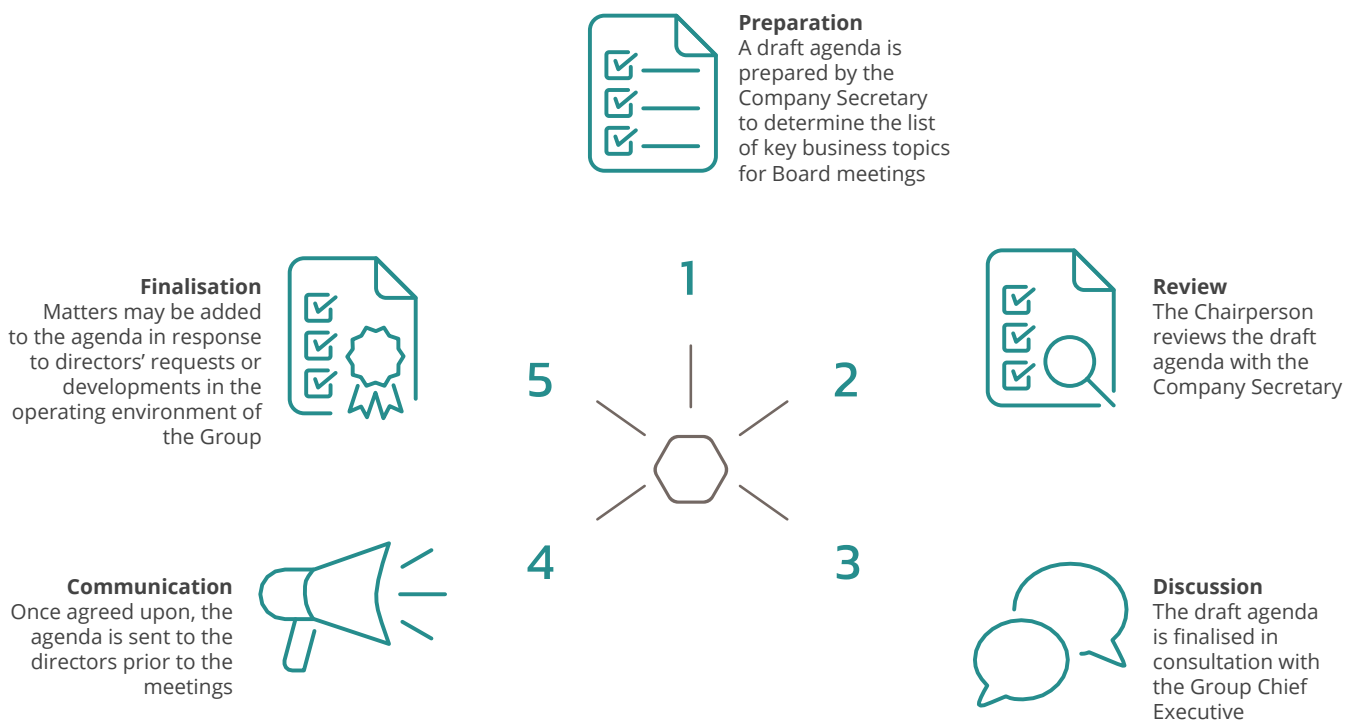 Preparation
A draft agenda is
prepared by the
Company Secretary
to determine the list
of key business topics
for Board meetings
1
Review
The Chairperson
reviews the draft
agenda with the
Company Secretary
2
Discussion
The draft agenda
is finalised in
consultation with
the Group Chief
Executive
3
Communication
Once agreed upon, the
agenda is sent to the
directors prior to the
meetings
4
Finalisation
Matters may be added
to the agenda in response
to directors’ requests or
developments in the
operating environment of
the Group
5